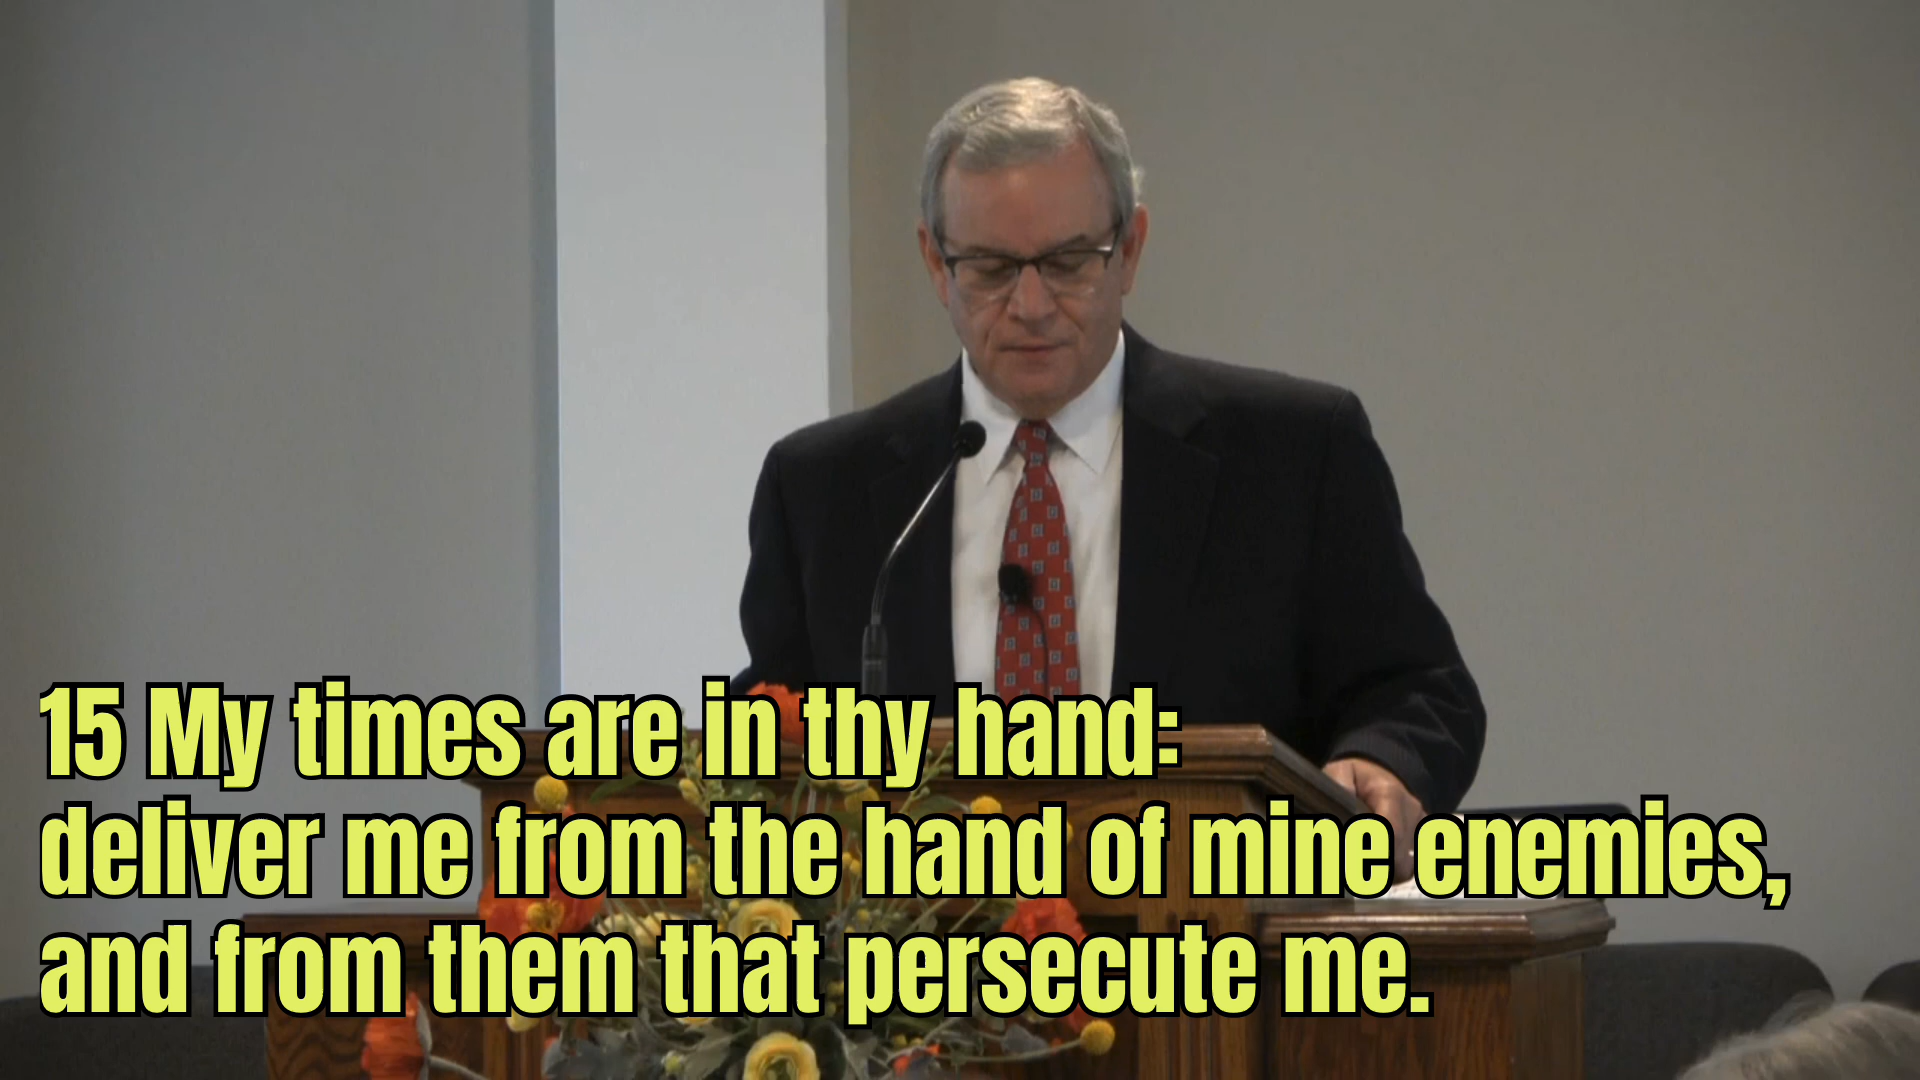 15 My times are in thy hand:
deliver me from the hand of mine enemies,
and from them that persecute me.